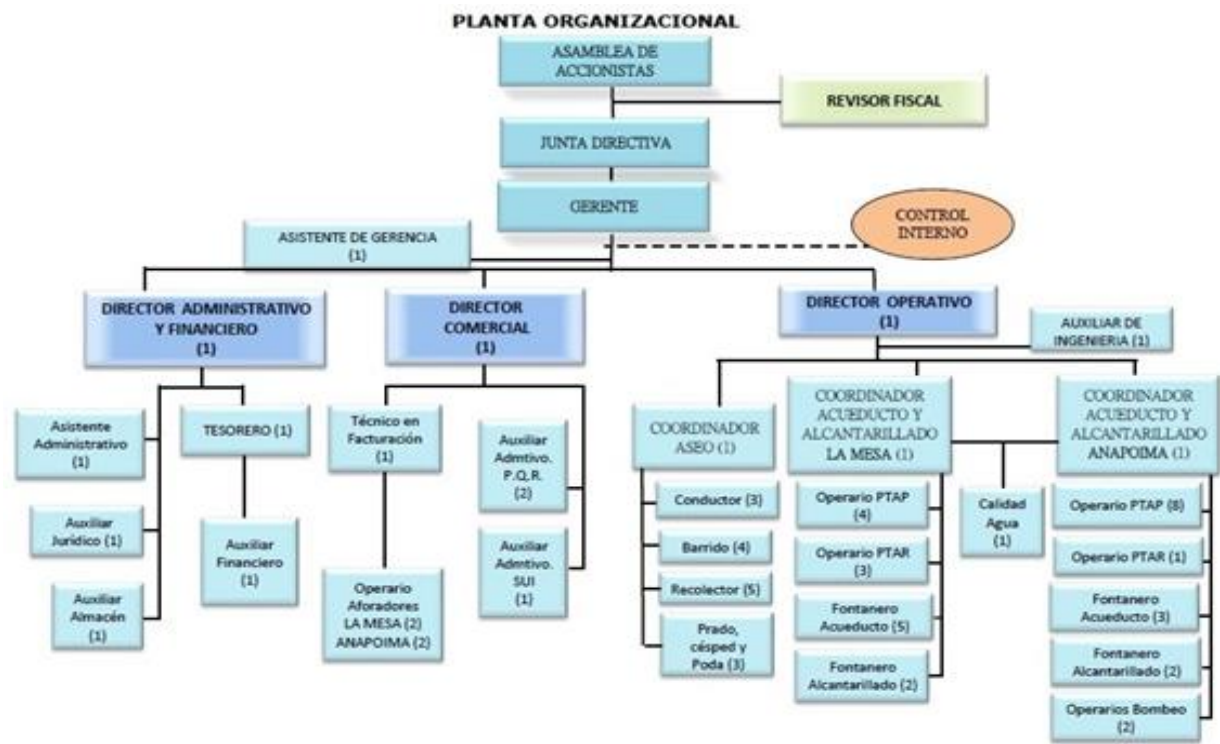 PLANTA ORGANIZACIONAL
ASAMBLEA DE
ACCIONISTAS
REVISOR FISCAL
JUNTA DIRECTIVA
GERENTE
CONTROL
INTERNO
ASISTENTE DE GERENCIA
(1)
DIRECTOR ADMINISTRATIVO
Y FINANCIERO
(1)
DIRECTOR
COMERCIAL
(1)
DIRECTOR OPERATIVO
(1)
AUXILIAR DE
INGENIERIA (1)
Asistente
Administrativo
(1)
TESORERO (1)
Auxiliar
Jurídico (1)
Auxiliar
Financiero
(1)
Auxiliar
Almacén
(1)
Técnico en
Facturación
(1)
Auxiliar
Admtivo.
P.Q.R.
(2)
Operario
Aforadores
LA MESA (2)
ANAPOIMA (2)
Auxiliar
Admtivo.
SUI
(1)
COORDINADOR
ASEO (1)
Conductor (3)
Barrido (4)
Recolector (5)
Prado,
césped y
Poda (3)
COORDINADOR
ACUEDUCTO Y
ALCANTARILLADO
LA MESA (1)
Operario PTAP
(4)
Operario PTAR
(3)
Fontanero
Acueducto (5)
Fontanero
Alcantarillado (2)
Calidad
Agua
(1)
COORDINADOR
ACUEDUCTO Y
ALCANTARILLADO
ANAPOIMA (1)
Operario PTAP (8)
Operario PTAR (1)
Fontanero
Acueducto (3)
Fontanero
Alcantarillado (2)
Operarios Bombeo
(2)